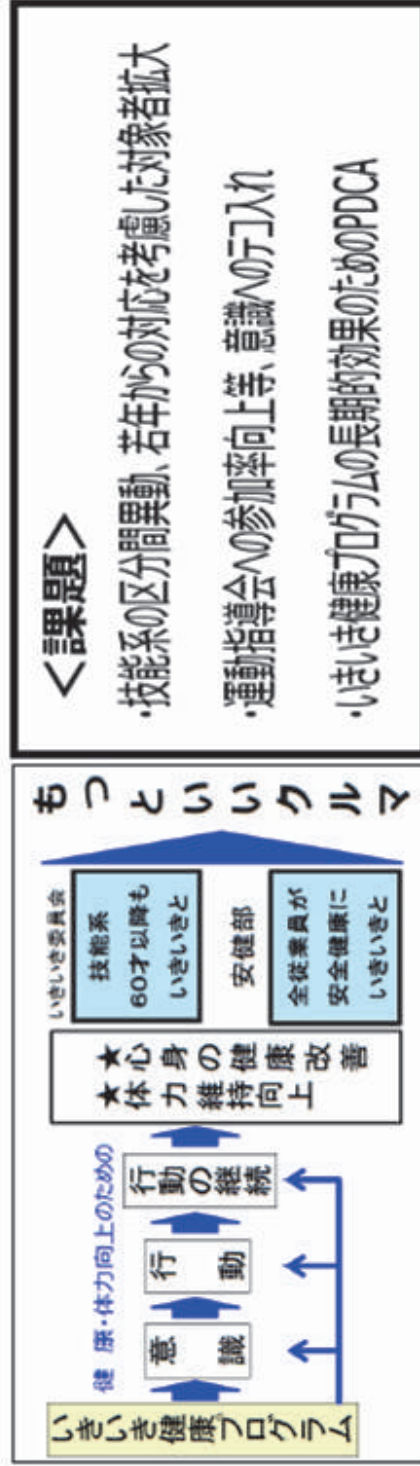 いきいき健康プログラム
健 康・体力向上のための
意識
行動
行動の継続
★心身の健康改善
★体力維持向上
いきいき委員会
技能系
60才以降も
いきいきと
安健部
全従業員が
安全健康に
いきいきと
もっといいクルマ
＜課題＞
・技能系の区分間異動、若年からの対応を考慮した対象者拡大
・運動指導会への参加率向上等、意識へのテコ入れ
・いきいき健康プログラムの長期的効果のためのPDCA